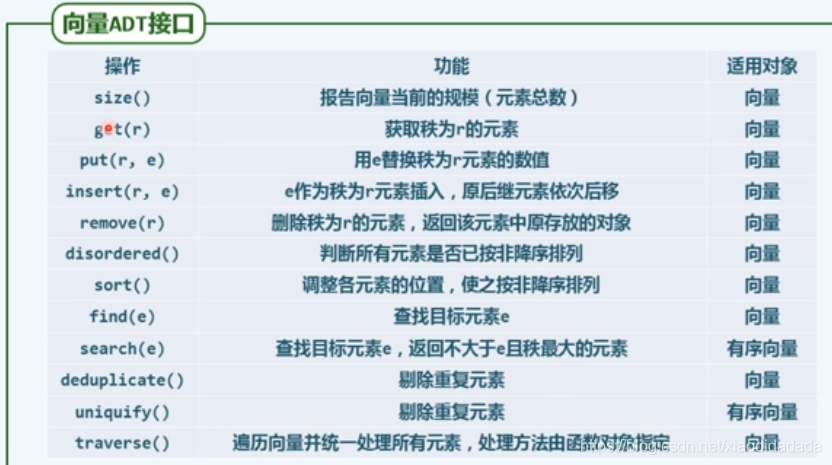 向量ADT接口
操作 功能 适用对象
size() 报告向量当前的规模（元素总数） 向量
get(r) 获取秩为r的元素 向量
put(r, e) 用e替换秩为r元素的数值 向量
insert(r, e) e作为秩为r元素插入，原后继元素依次后移 向量
remove(r) 删除秩为r的元素，返回该元素中原存放的对象 向量
disordered() 判断所有元素是否已按非降序排列 向量
sort() 调整各元素的位置，使之按非降序排列 向量
find(e) 查找目标元素e 向量
search(e) 查找目标元素e，返回不大于e且秩最大的元素 有序向量
deduplicate() 剔除重复元素 向量
uniquify() 剔除重复元素 有序向量
traverse() 遍历向量并统一处理所有元素，处理方法由函数对象指定 向量